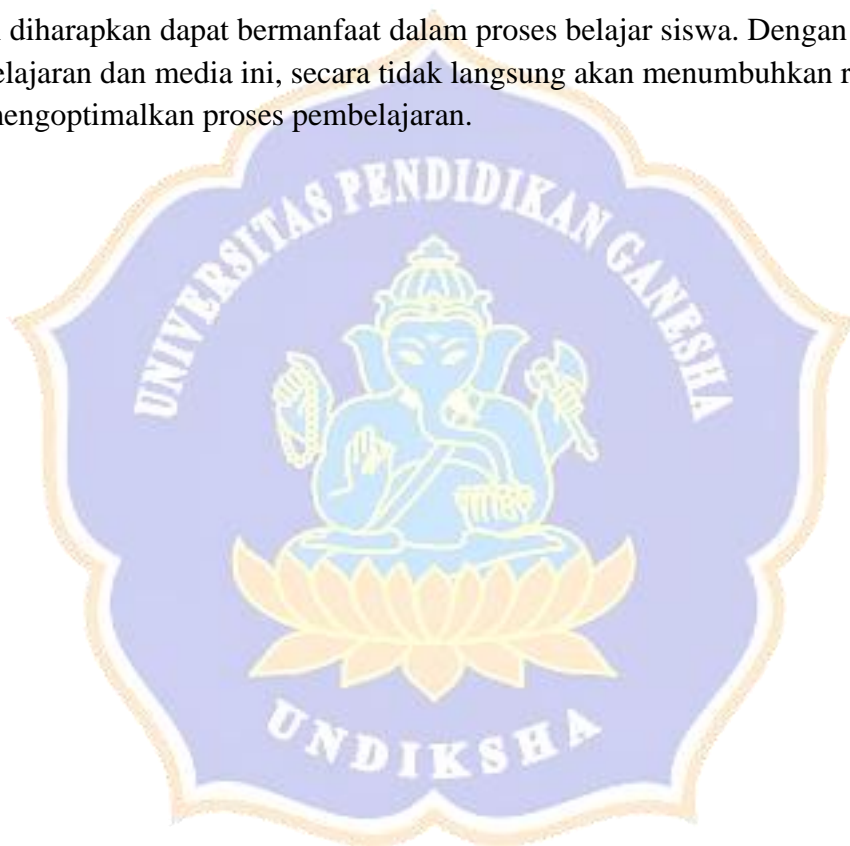 diharapkan dapat bermanfaat dalam proses belajar siswa. Dengan
elajaran dan media ini, secara tidak langsung akan menumbuhkan r
mengoptimalkan proses pembelajaran.
UNIVERSITAS PENDIDIKAN GANESHA
UNDIKSHA